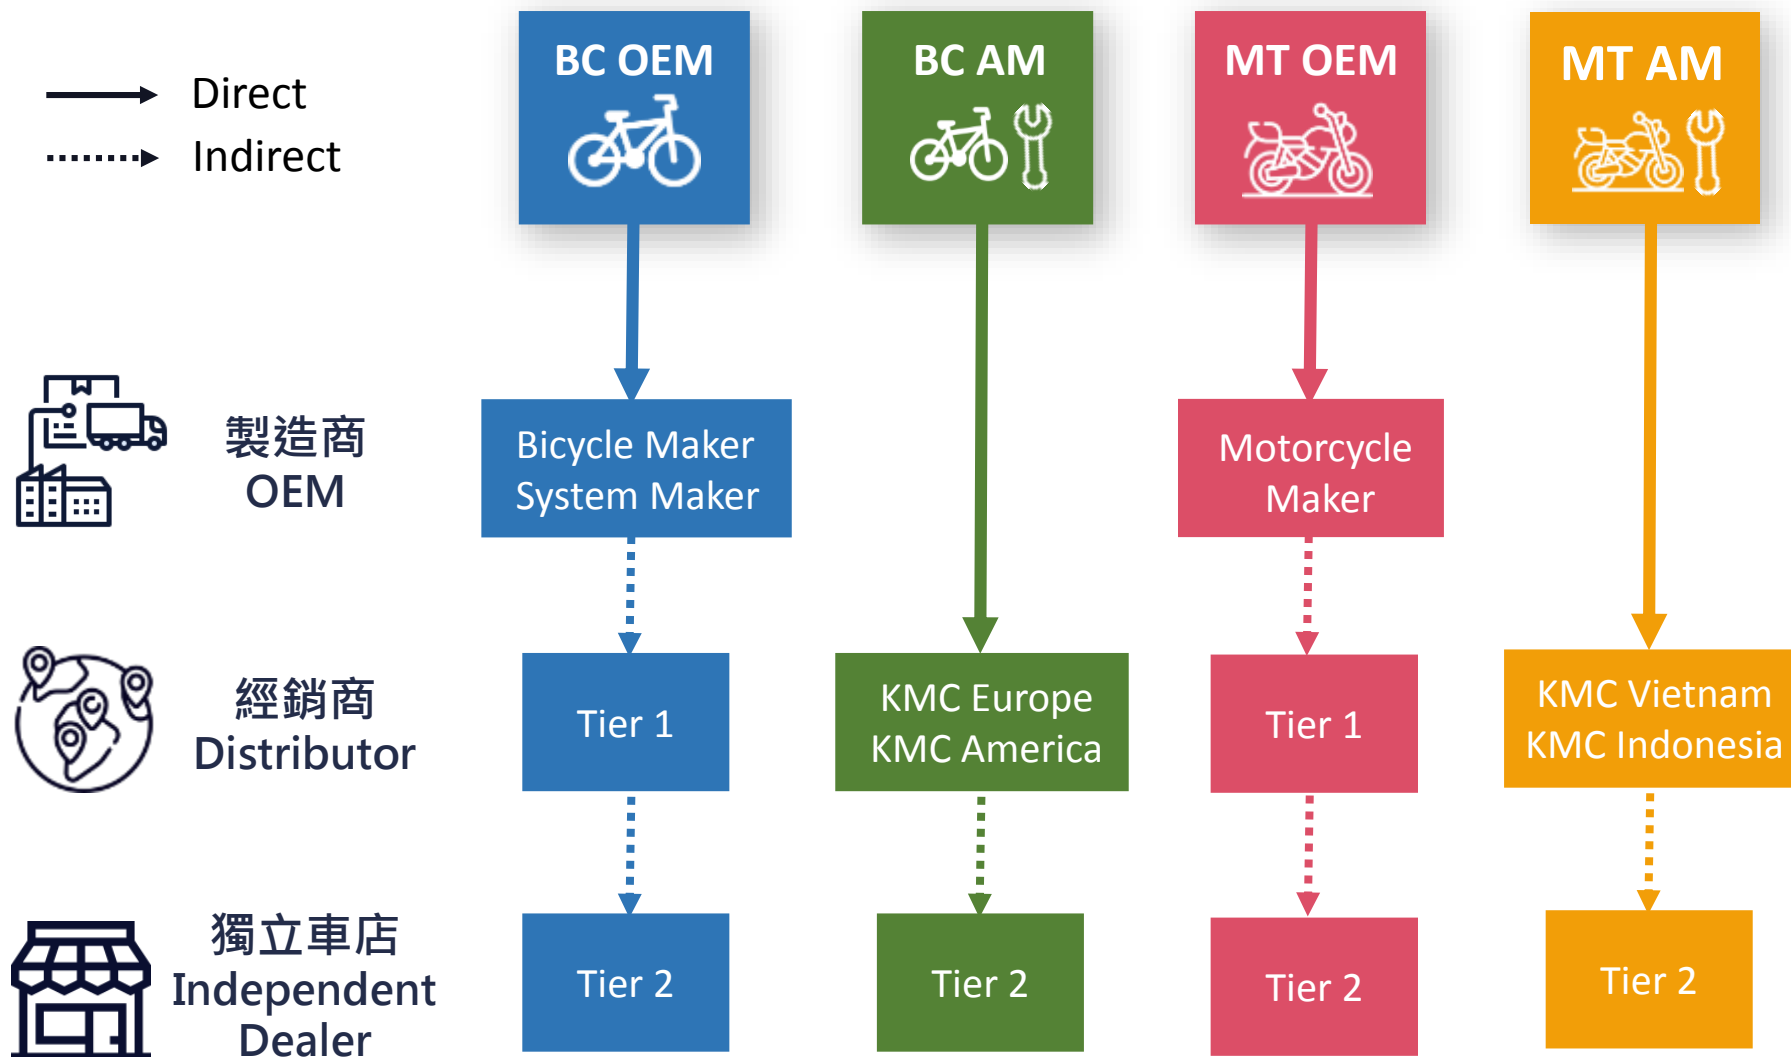 Direct
Indirect
BC OEM
BC AM
MT OEM
MT AM
製造商
OEM
Bicycle Maker
System Maker
Motorcycle
Maker
經銷商
Distributor
Tier 1
KMC Europe
KMC America
Tier 1
KMC Vietnam
KMC Indonesia
獨立車店
Independent
Dealer
Tier 2
Tier 2
Tier 2
Tier 2